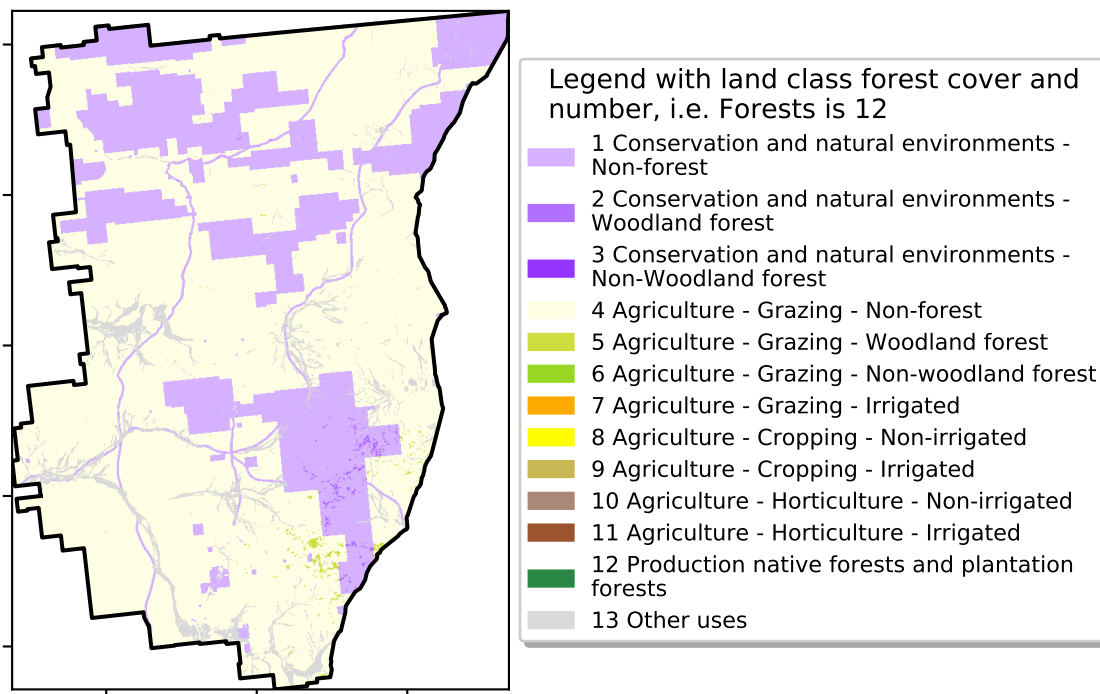 Legend with land class forest cover and
number, i.e. Forests is 12
1 Conservation and natural environments -
Non-forest
2 Conservation and natural environments -
Woodland forest
3 Conservation and natural environments -
Non-Woodland forest
4 Agriculture - Grazing - Non-forest
5 Agriculture - Grazing - Woodland forest
6 Agriculture - Grazing - Non-woodland forest
7 Agriculture - Grazing - Irrigated
8 Agriculture - Cropping - Non-irrigated
9 Agriculture - Cropping - Irrigated
10 Agriculture - Horticulture - Non-irrigated
11 Agriculture - Horticulture - Irrigated
12 Production native forests and plantation
forests
13 Other uses